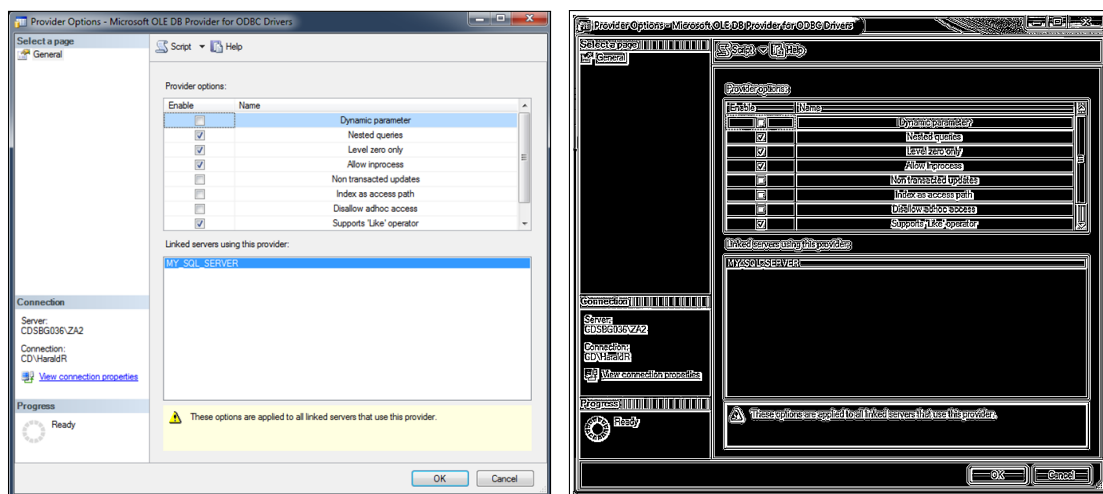 Provider Options - Microsoft OLE DB Provider for ODBC Drivers
Select a page
General
Script Help
Provider options:
Enable Name
Dynamic parameter
Nested queries
Level zero only
Allow inprocess
Non transacted updates
Index as access path
Disallow adhoc access
Supports 'Like' operator
Linked servers using this provider:
MY_SQL_SERVER
Connection
Server:
CDSBG036\ZA2
Connection:
CD\HaraldR
View connection properties
Progress
Ready
These options are applied to all linked servers that use this provider.
OK Cancel
Provider Options - Microsoft OLE DB Provider for ODBC Drivers
Select a page
General
Script Help
Provider options:
Enable Name
Dynamic parameter
Nested queries
Level zero only
Allow inprocess
Non transacted updates
Index as access path
Disallow adhoc access
Supports 'Like' operator
Linked servers using this provider:
MY_SQL_SERVER
Connection
Server:
CDSBG036\ZA2
Connection:
CD\HaraldR
View connection properties
Progress
Ready
These options are applied to all linked servers that use this provider.
OK Cancel